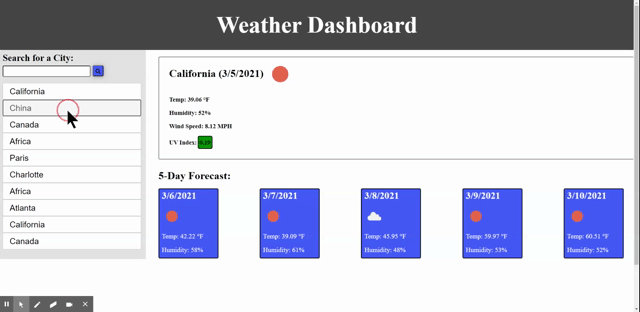 Weather Dashboard
Search for a City:
California
China
Canada
Africa
Paris
Charlotte
Africa
Atlanta
California
Canada
California (3/5/2021)
Temp: 39.06 °F
Humidity: 52%
Wind Speed: 8.12 MPH
UV Index:
5-Day Forecast:
3/6/2021
Temp: 42.22 °F
Humidity: 58%
3/7/2021
Temp: 39.09 °F
Humidity: 61%
3/8/2021
Temp: 45.95 °F
Humidity: 48%
3/9/2021
Temp: 59.97 °F
Humidity: 53%
3/10/2021
Temp: 60.51 °F
Humidity: 52%